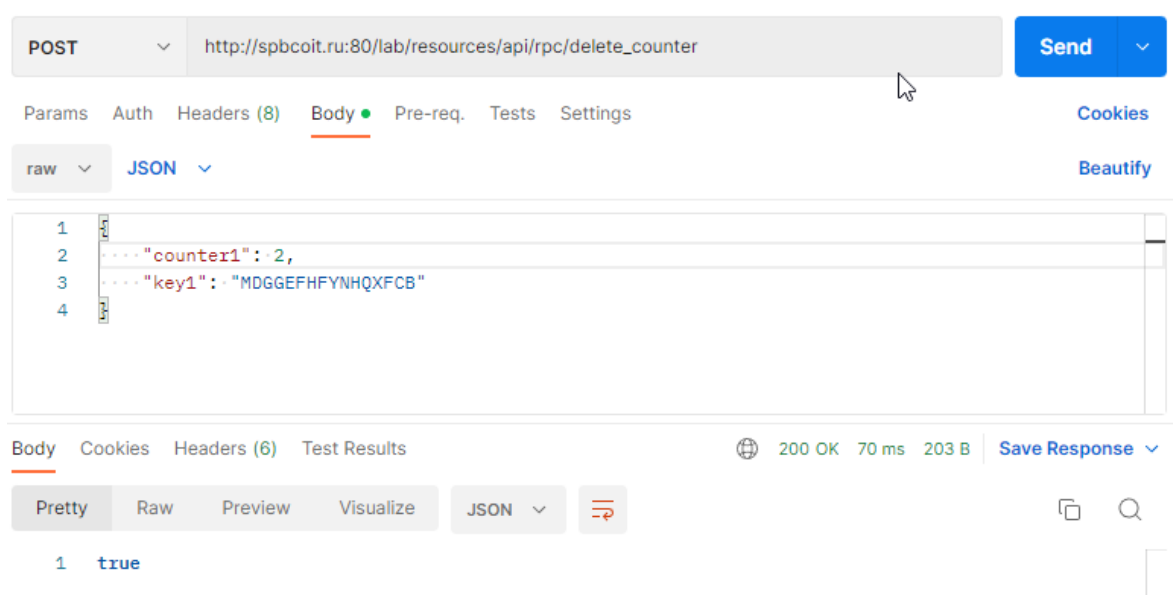 POST http://spbcoit.ru:80/lab/resources/api/rpc/delete_counter Send
Params Auth Headers (8) Body Pre-req. Tests Settings Cookies
raw JSON Beautify
1 {
2 "counter1": 2,
3 "key1": "MDGGEFHFYNHQXFCB"
4 }
Body Cookies Headers (6) Test Results 200 OK 70 ms 203 B Save Response
Pretty Raw Preview Visualize JSON
1 true